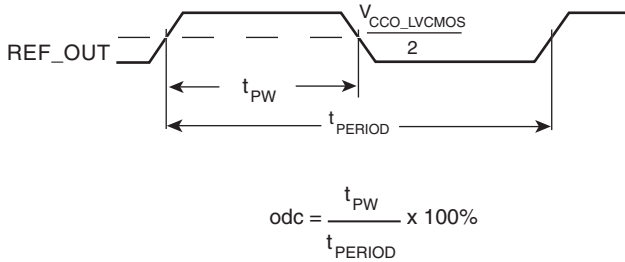 V_CCO_LVCMOS
2
REF_OUT
t_PW
t_PERIOD
odc = t_PW / t_PERIOD x 100%